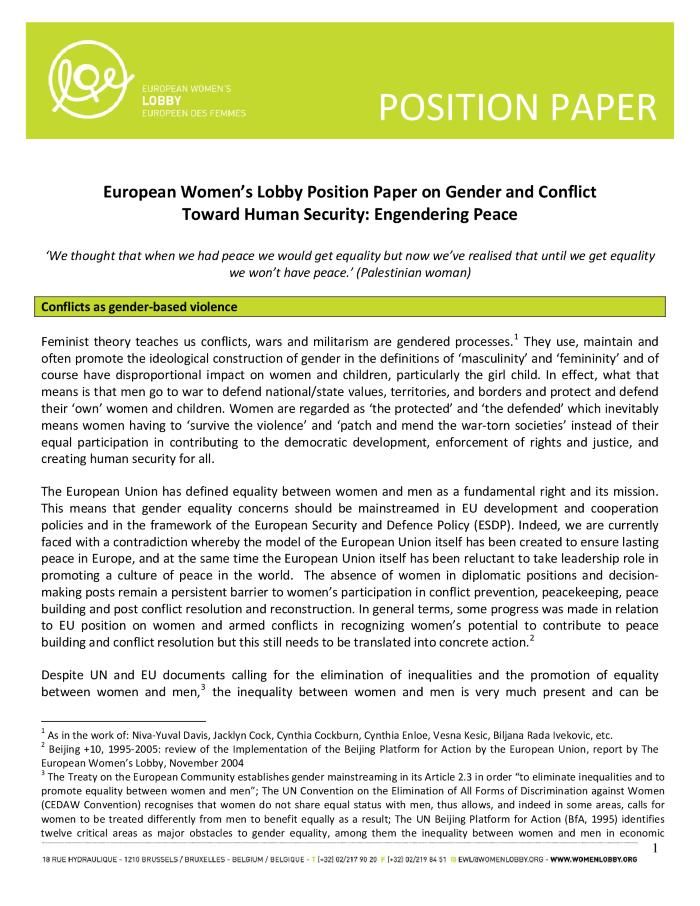 lqe
EUROPEAN WOMEN'S
LOBBY
EUROPEEN DES FEMMES
POSITION PAPER
European Women's Lobby Position Paper on Gender and Conflict
Toward Human Security: Engendering Peace
‘We thought that when we had peace we would get equality but now we’ve realised that until we get equality
we won’t have peace.’ (Palestinian woman)
Conflicts as gender-based violence
Feminist theory teaches us conflicts, wars and militarism are gendered processes.1 They use, maintain and
often promote the ideological construction of gender in the definitions of ‘masculinity’ and ‘femininity’ and of
course have disproportional impact on women and children, particularly the girl child. In effect, what that
means is that men go to war to defend national/state values, territories, and borders and protect and defend
their ‘own’ women and children. Women are regarded as ‘the protected’ and ‘the defended’ which inevitably
means women having to ‘survive the violence’ and ‘patch and mend the war-torn societies’ instead of their
equal participation in contributing to the democratic development, enforcement of rights and justice, and
creating human security for all.
The European Union has defined equality between women and men as a fundamental right and its mission.
This means that gender equality concerns should be mainstreamed in EU development and cooperation
policies and in the framework of the European Security and Defence Policy (ESDP). Indeed, we are currently
faced with a contradiction whereby the model of the European Union itself has been created to ensure lasting
peace in Europe, and at the same time the European Union itself has been reluctant to take leadership role in
promoting a culture of peace in the world. The absence of women in diplomatic positions and decision-
making posts remain a persistent barrier to women’s participation in conflict prevention, peacekeeping, peace
building and post conflict resolution and reconstruction. In general terms, some progress was made in relation
to EU position on women and armed conflicts in recognizing women’s potential to contribute to peace
building and conflict resolution but this still needs to be translated into concrete action.2
Despite UN and EU documents calling for the elimination of inequalities and the promotion of equality
between women and men,3 the inequality between women and men is very much present and can be
1 As in the work of: Niva-Yuval Davis, Jacklyn Cock, Cynthia Cockburn, Cynthia Enloe, Vesna Kesic, Biljana Rada Ivekovic, etc.
2 Beijing +10, 1995-2005: review of the Implementation of the Beijing Platform for Action by the European Union, report by The
European Women’s Lobby, November 2004
3 The Treaty on the European Community establishes gender mainstreaming in its Article 2.3 in order “to eliminate inequalities and to
promote equality between women and men”; The UN Convention on the Elimination of All Forms of Discrimination against Women
(CEDAW Convention) recognises that women do not share equal status with men, thus allows, and indeed in some areas, calls for
women to be treated differently from men to benefit equally as a result; The UN Beijing Platform for Action (BfA, 1995) identifies
twelve critical areas as major obstacles to gender equality, among them the inequality between women and men in economic
1
18 RUE HYDRAULIQUE - 1210 BRUSSELS / BRUXELLES - BELGIUM / BELGIQUE - T (+32) 02/217 90 20 F (+32) 02/219 84 51 @ EWL@WOMENLOBBY.ORG - WWW.WOMENLOBBY.ORG